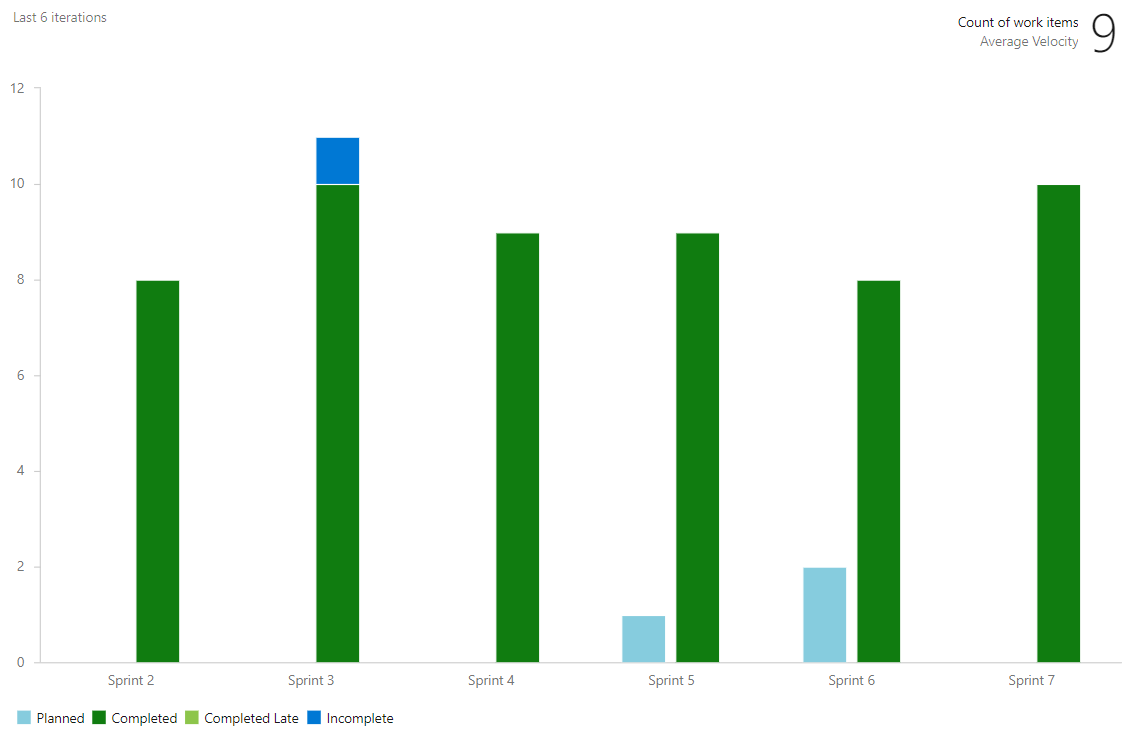 Last 6 iterations
Count of work items
Average Velocity
9
12
10
8
6
4
2
0
Sprint 2 Sprint 3 Sprint 4 Sprint 5 Sprint 6 Sprint 7
Planned Completed Completed Late Incomplete